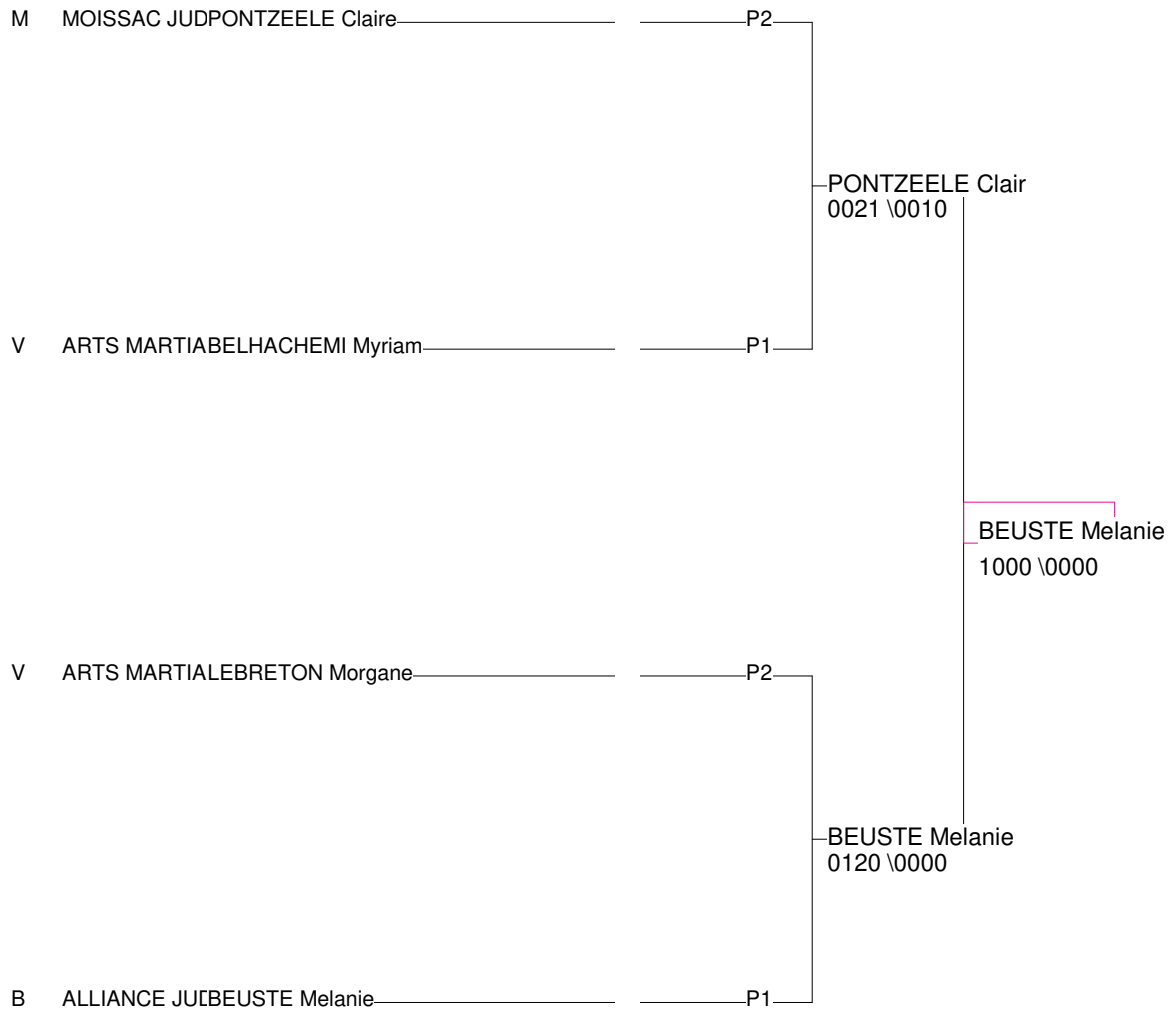 M MOISSAC JUDPONTZEELE Claire P2
PONTZEELE Clair
0021 \0010
V ARTS MARTIABELHACHEMI Myriam P1
BEUSTE Melanie
1000 \0000
V ARTS MARTIALEBRETON Morgane P2
BEUSTE Melanie
0120 \0000
B ALLIANCE JUDBEUSTE Melanie P1